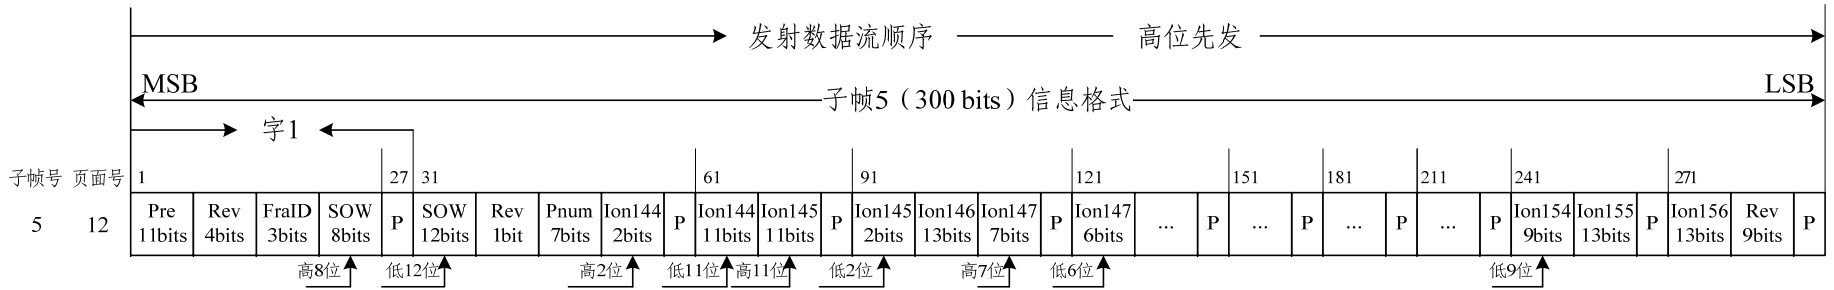 发射数据流顺序 高位先发
MSB LSB
子帧5（300 bits）信息格式
字1
子帧号 页面号 1 27 31 61 91 121 151 181 211 241 271
5 12 Pre 11bits Rev 4bits FraID 3bits SOW 8bits P SOW 12bits Rev 1bit Pnum 7bits Ion144 2bits P Ion144 11bits Ion145 11bits P Ion145 2bits Ion146 13bits Ion147 7bits P Ion147 6bits ... P ... P ... P ... P Ion154 9bits Ion155 13bits P Ion156 13bits Rev 9bits P
高8位 低12位 高2位 低11位 高11位 低2位 高7位 低6位 低9位